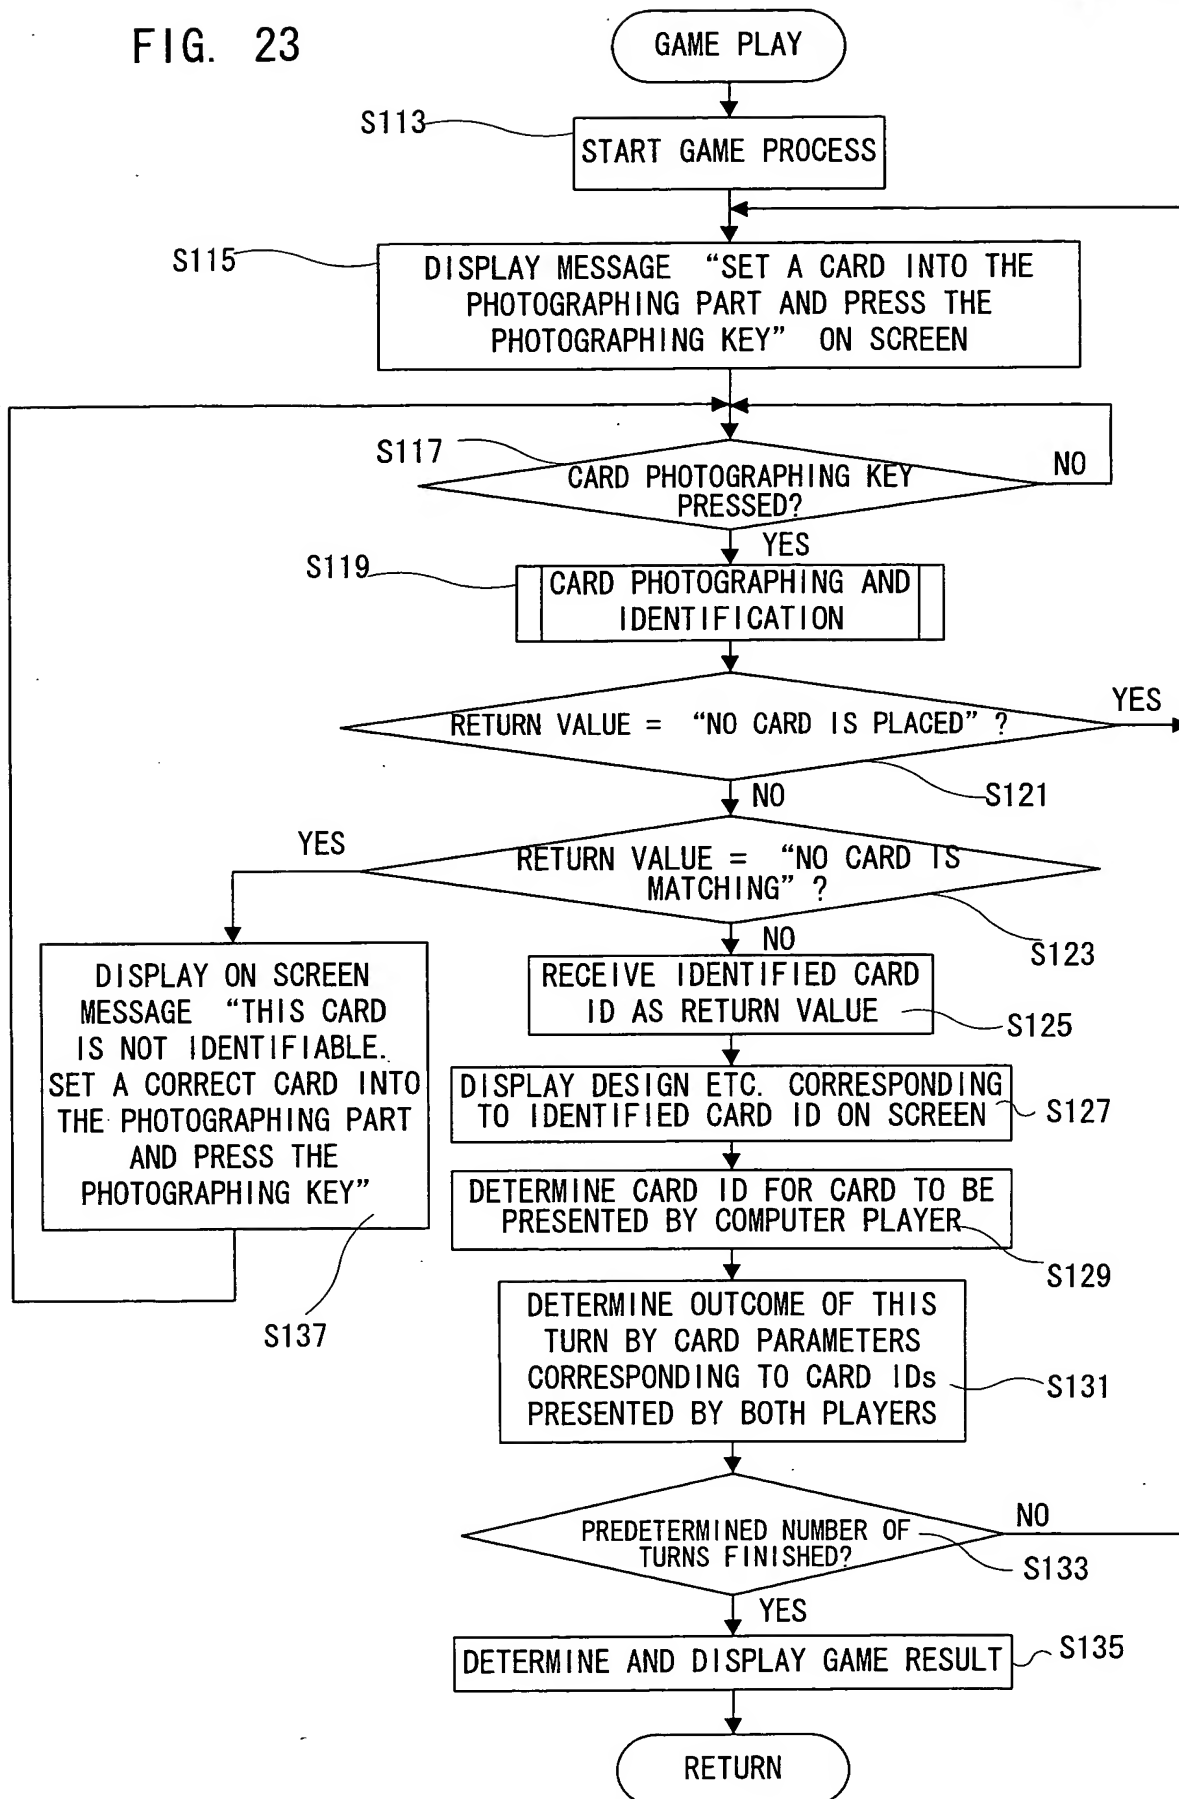 FIG. 23
GAME PLAY
S113
START GAME PROCESS
S115
DISPLAY MESSAGE “SET A CARD INTO THE
PHOTOGRAPHING PART AND PRESS THE
PHOTOGRAPHING KEY” ON SCREEN
S117
CARD PHOTOGRAPHING KEY
PRESSED?
NO
YES
S119
CARD PHOTOGRAPHING AND
IDENTIFICATION
RETURN VALUE = “NO CARD IS PLACED” ?
YES
S121
NO
YES
RETURN VALUE = “NO CARD IS
MATCHING” ?
S123
NO
DISPLAY ON SCREEN
MESSAGE “THIS CARD
IS NOT IDENTIFIABLE.
SET A CORRECT CARD INTO
THE PHOTOGRAPHING PART
AND PRESS THE
PHOTOGRAPHING KEY”
S137
RECEIVE IDENTIFIED CARD
ID AS RETURN VALUE
S125
DISPLAY DESIGN ETC. CORRESPONDING
TO IDENTIFIED CARD ID ON SCREEN
S127
DETERMINE CARD ID FOR CARD TO BE
PRESENTED BY COMPUTER PLAYER
S129
DETERMINE OUTCOME OF THIS
TURN BY CARD PARAMETERS
CORRESPONDING TO CARD IDs
PRESENTED BY BOTH PLAYERS
S131
PREDETERMINED NUMBER OF
TURNS FINISHED?
NO
S133
YES
DETERMINE AND DISPLAY GAME RESULT
S135
RETURN